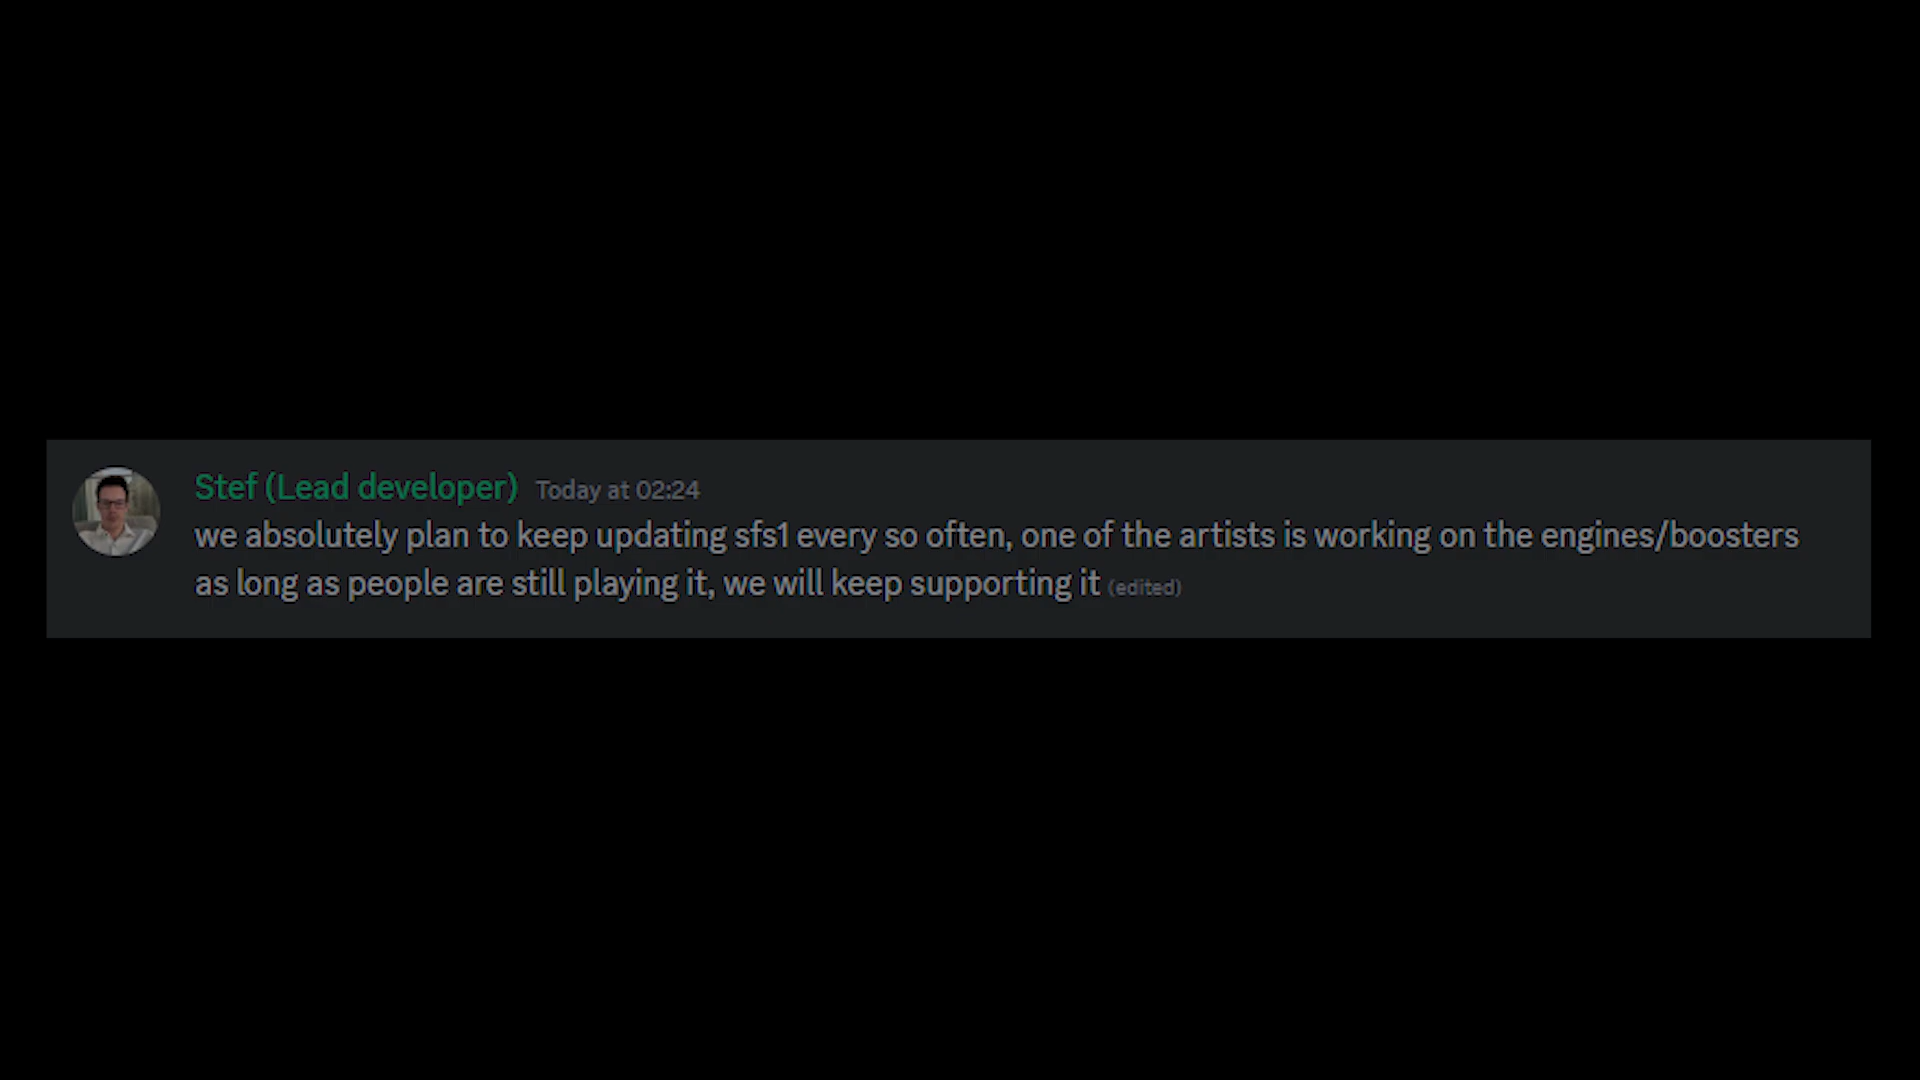 Stef (Lead developer) Today at 02:24
we absolutely plan to keep updating sfs1 every so often, one of the artists is working on the engines/boosters
as long as people are still playing it, we will keep supporting it (edited)